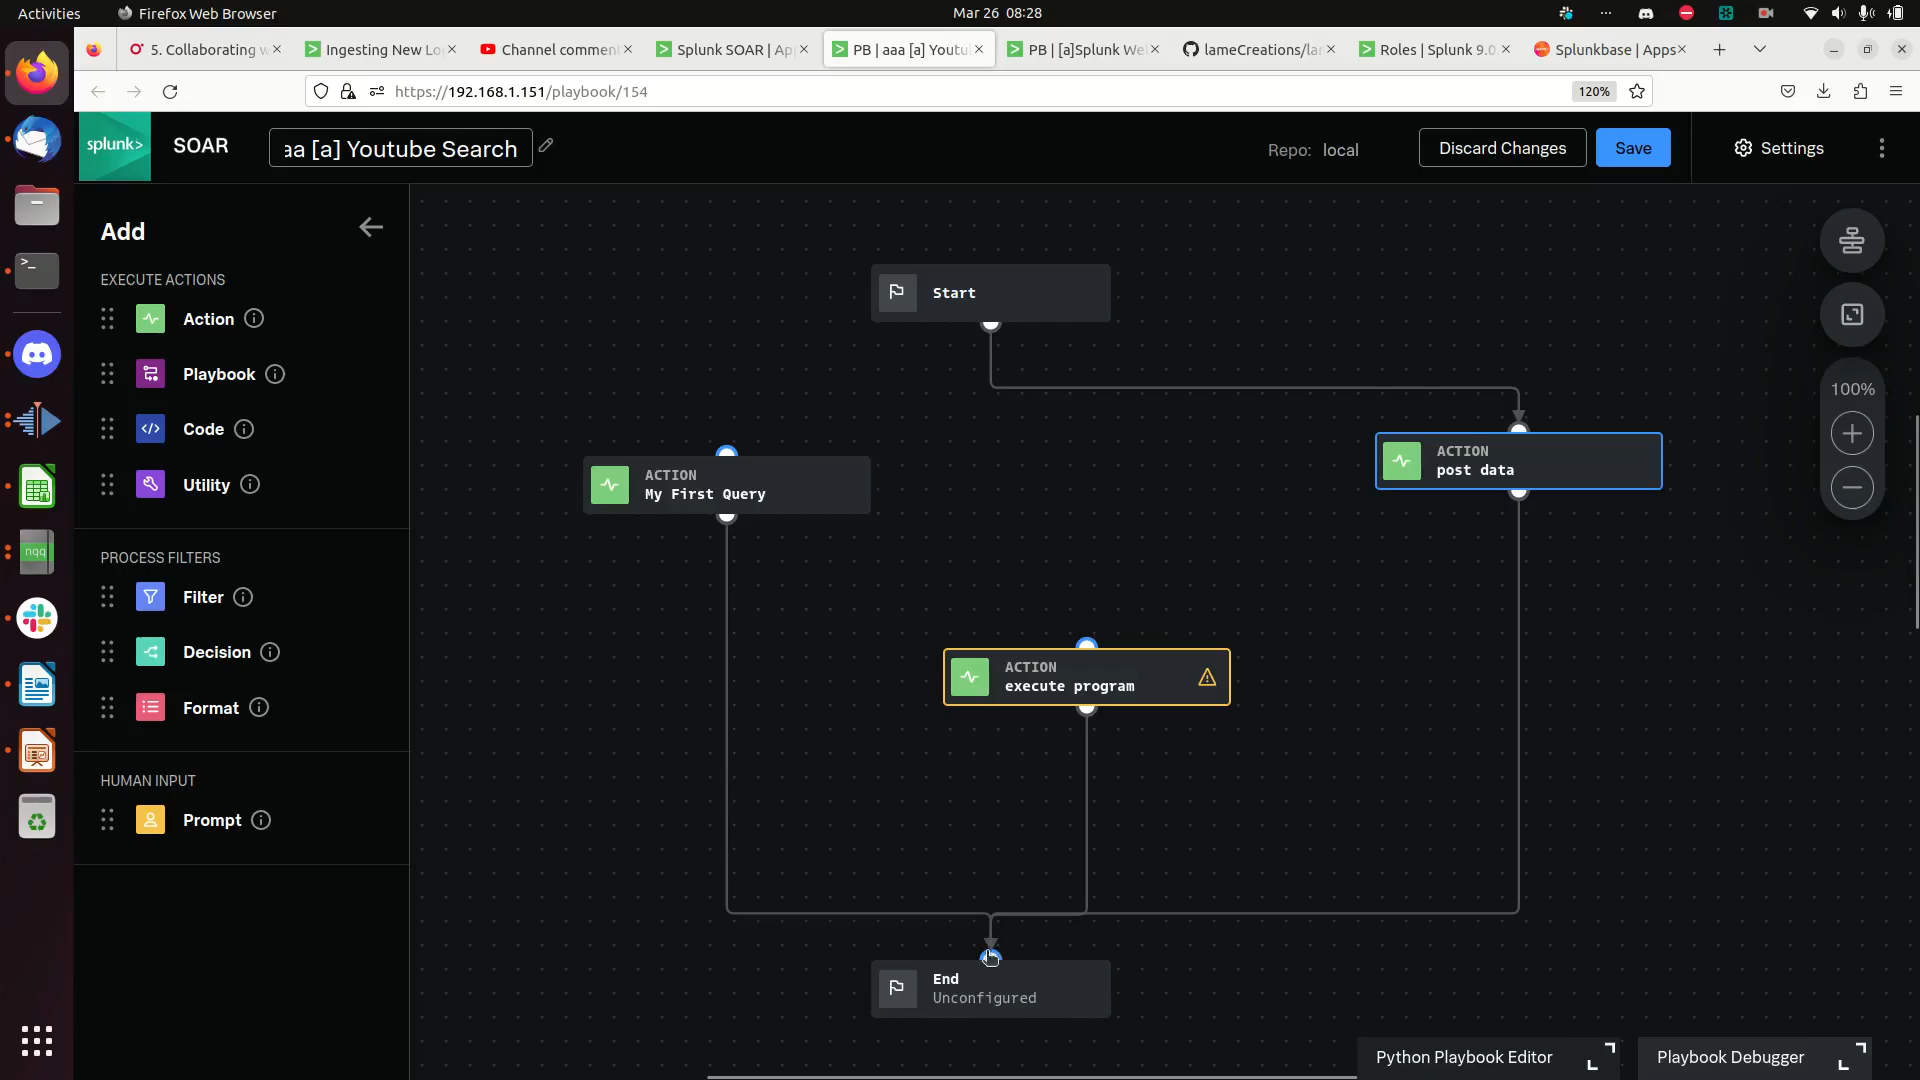 Activities
Firefox Web Browser
Mar 26 08:28
5. Collaborating w
Ingesting New Lo
Channel commen
Splunk SOAR | Ap
PB | aaa [a] Youtu
PB | [a]Splunk We
lameCreations/la
Roles | Splunk 9.0
Splunkbase | Apps
https://192.168.1.151/playbook/154
120%
splunk>
SOAR
aa [a] Youtube Search
Repo: local
Discard Changes
Save
Settings
Add
EXECUTE ACTIONS
Action
Playbook
Code
Utility
PROCESS FILTERS
Filter
Decision
Format
HUMAN INPUT
Prompt
Start
100%
ACTION
post data
ACTION
My First Query
ACTION
execute program
End
Unconfigured
nqq
Python Playbook Editor
Playbook Debugger